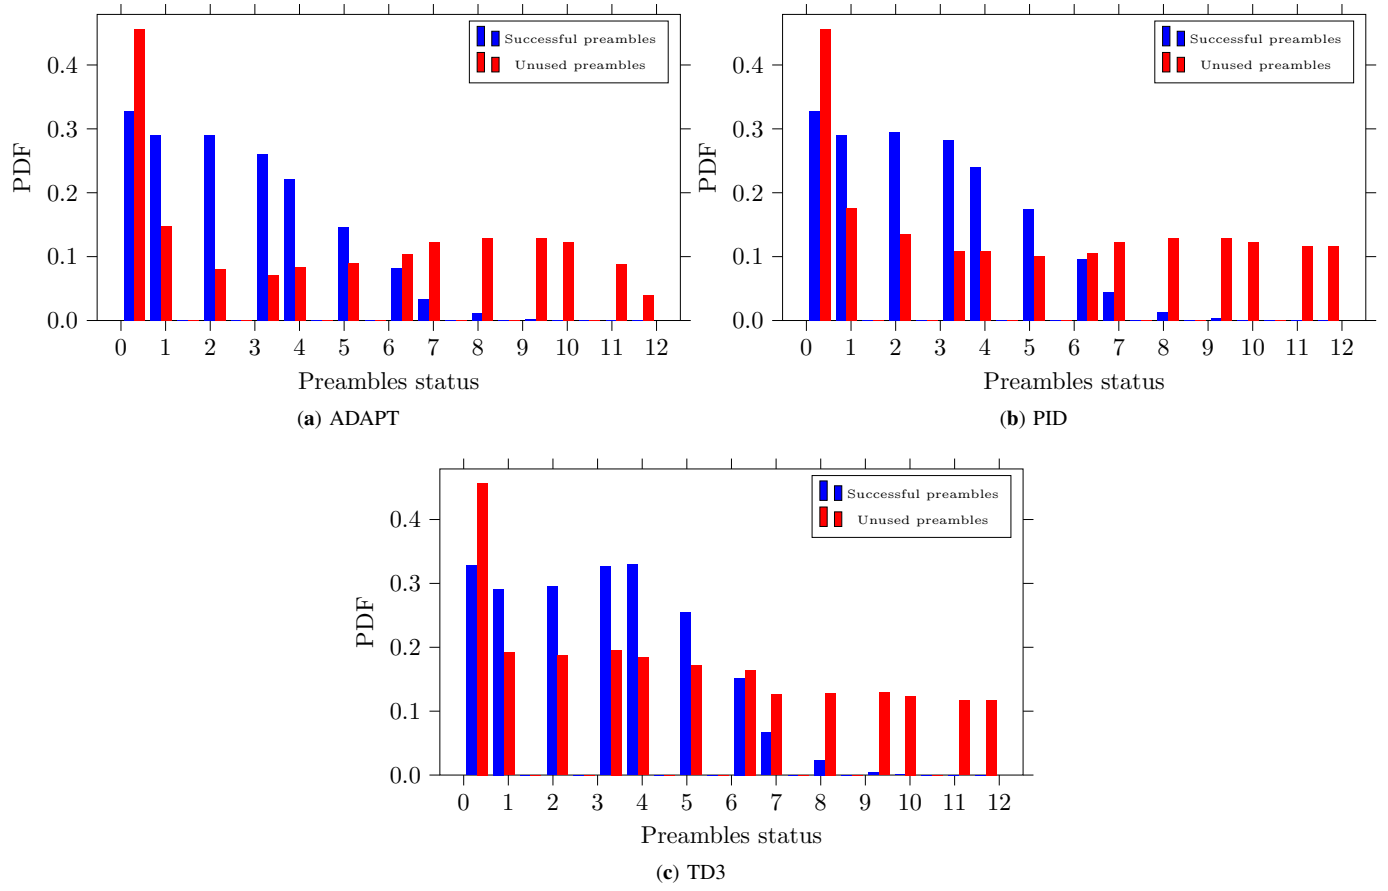 Successful preambles
Unused preambles
0.4
0.3
0.2
0.1
0.0
PDF
0 1 2 3 4 5 6 7 8 9 10 11 12
Preambles status
(a) ADAPT
Successful preambles
Unused preambles
0.4
0.3
0.2
0.1
0.0
PDF
0 1 2 3 4 5 6 7 8 9 10 11 12
Preambles status
(b) PID
Successful preambles
Unused preambles
0.4
0.3
0.2
0.1
0.0
PDF
0 1 2 3 4 5 6 7 8 9 10 11 12
Preambles status
(c) TD3